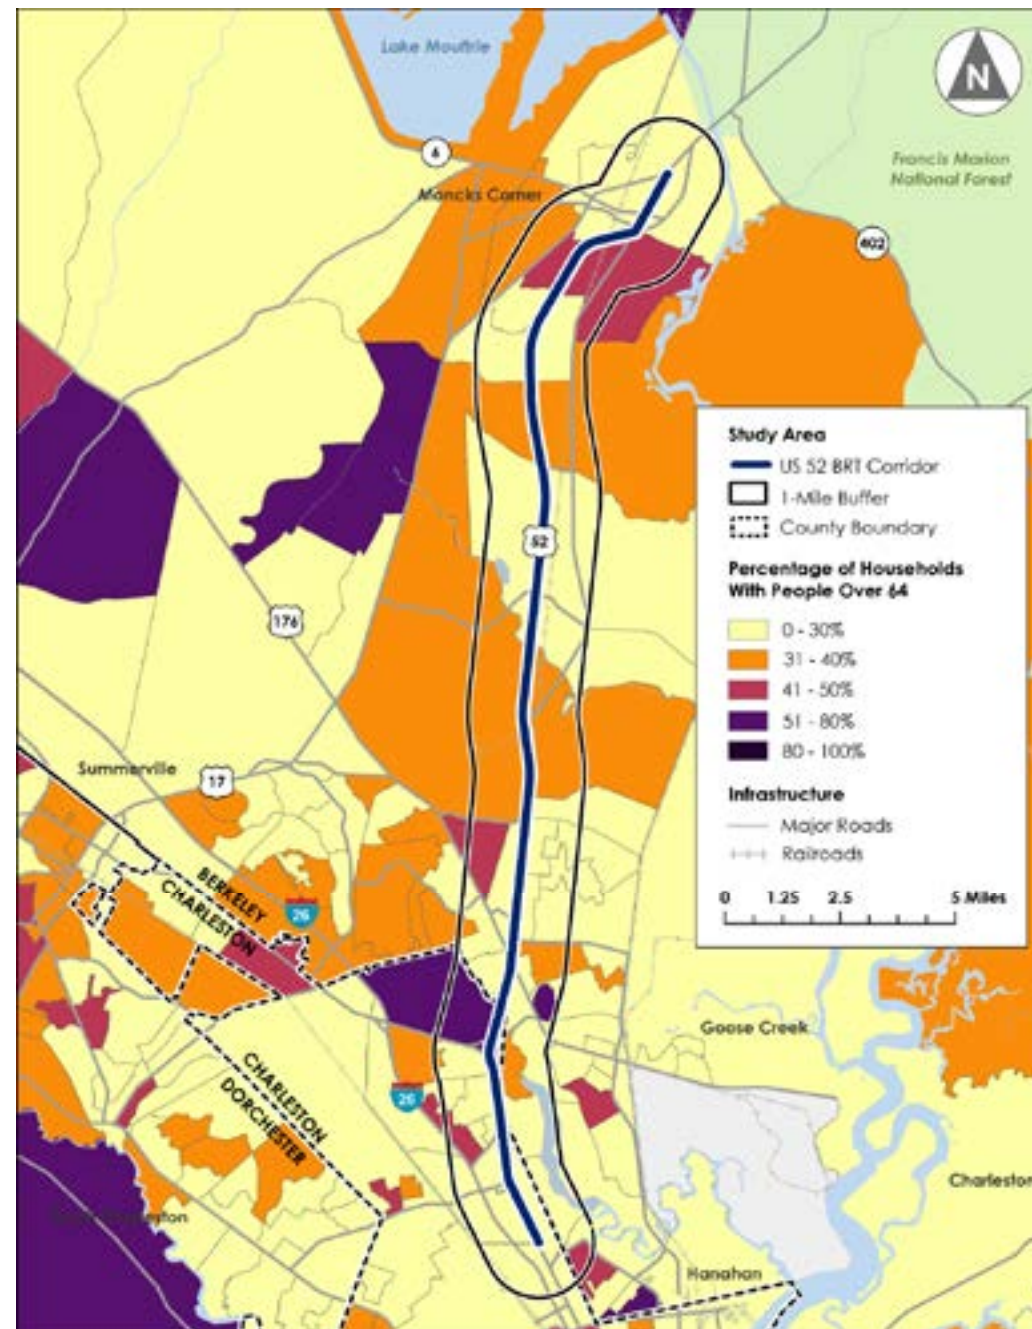 Lake Moultrie
N
6
Francis Marion
National Forest
Moncks Corner
402
Study Area
US 52 BRT Corridor
1-Mile Buffer
County Boundary
52
Percentage of Households
With People Over 64
176
0 - 30%
31 - 40%
41 - 50%
51 - 80%
80 - 100%
Summerville
17
Infrastructure
Major Roads
Railroads
0 1.25 2.5 5 Miles
BERKELEY
CHARLESTON
26
Goose Creek
CHARLESTON
DORCHESTER
26
Charleston
Hanahan